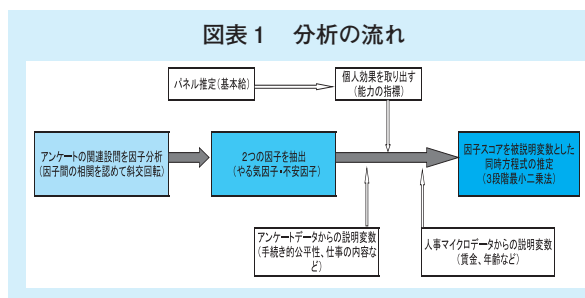 図表1 分析の流れ
パネル推定(基本給)
個人効果を取り出す
(能力の指標)
アンケートの関連設問を因子分析
(因子間の相関を認めて斜交回転)
2つの因子を抽出
(やる気因子・不安因子)
因子スコアを被説明変数とした
同時方程式の推定
(3段階最小二乗法)
アンケートデータからの説明変数
(手続き的公平性、仕事の内容な
ど)
人事マイクロデータからの説明変数
(賃金、年齢など)